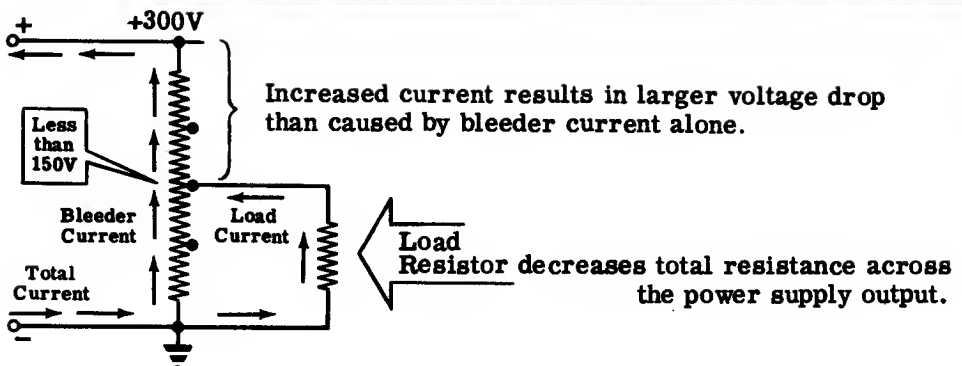 +
+300V
Increased current results in larger voltage drop
than caused by bleeder current alone.
Less
than
150V
Bleeder
Current
Load
Current
Load
Resistor decreases total resistance across
the power supply output.
Total
Current
-